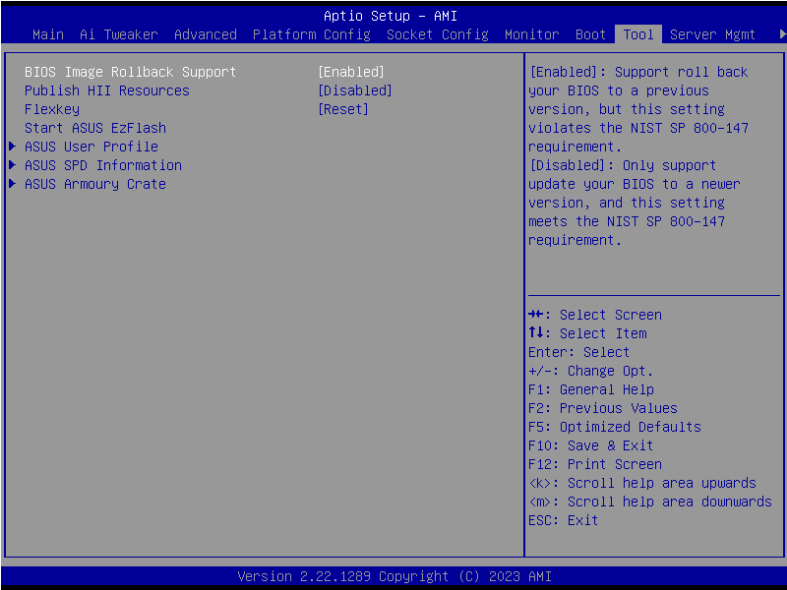 Aptio Setup – AMI
Main Ai Tweaker Advanced Platform Config Socket Config Monitor Boot Tool Server Mgmt
BIOS Image Rollback Support [Enabled]
Publish HII Resources [Disabled]
Flexkey [Reset]
Start ASUS EzFlash
ASUS User Profile
ASUS SPD Information
ASUS Armoury Crate
[Enabled]: Support roll back
your BIOS to a previous
version, but this setting
violates the NIST SP 800-147
requirement.
[Disabled]: Only support
update your BIOS to a newer
version, and this setting
meets the NIST SP 800-147
requirement.
→←: Select Screen
↑↓: Select Item
Enter: Select
+/-: Change Opt.
F1: General Help
F2: Previous Values
F5: Optimized Defaults
F10: Save & Exit
F12: Print Screen
<k>: Scroll help area upwards
<m>: Scroll help area downwards
ESC: Exit
Version 2.22.1289 Copyright (C) 2023 AMI